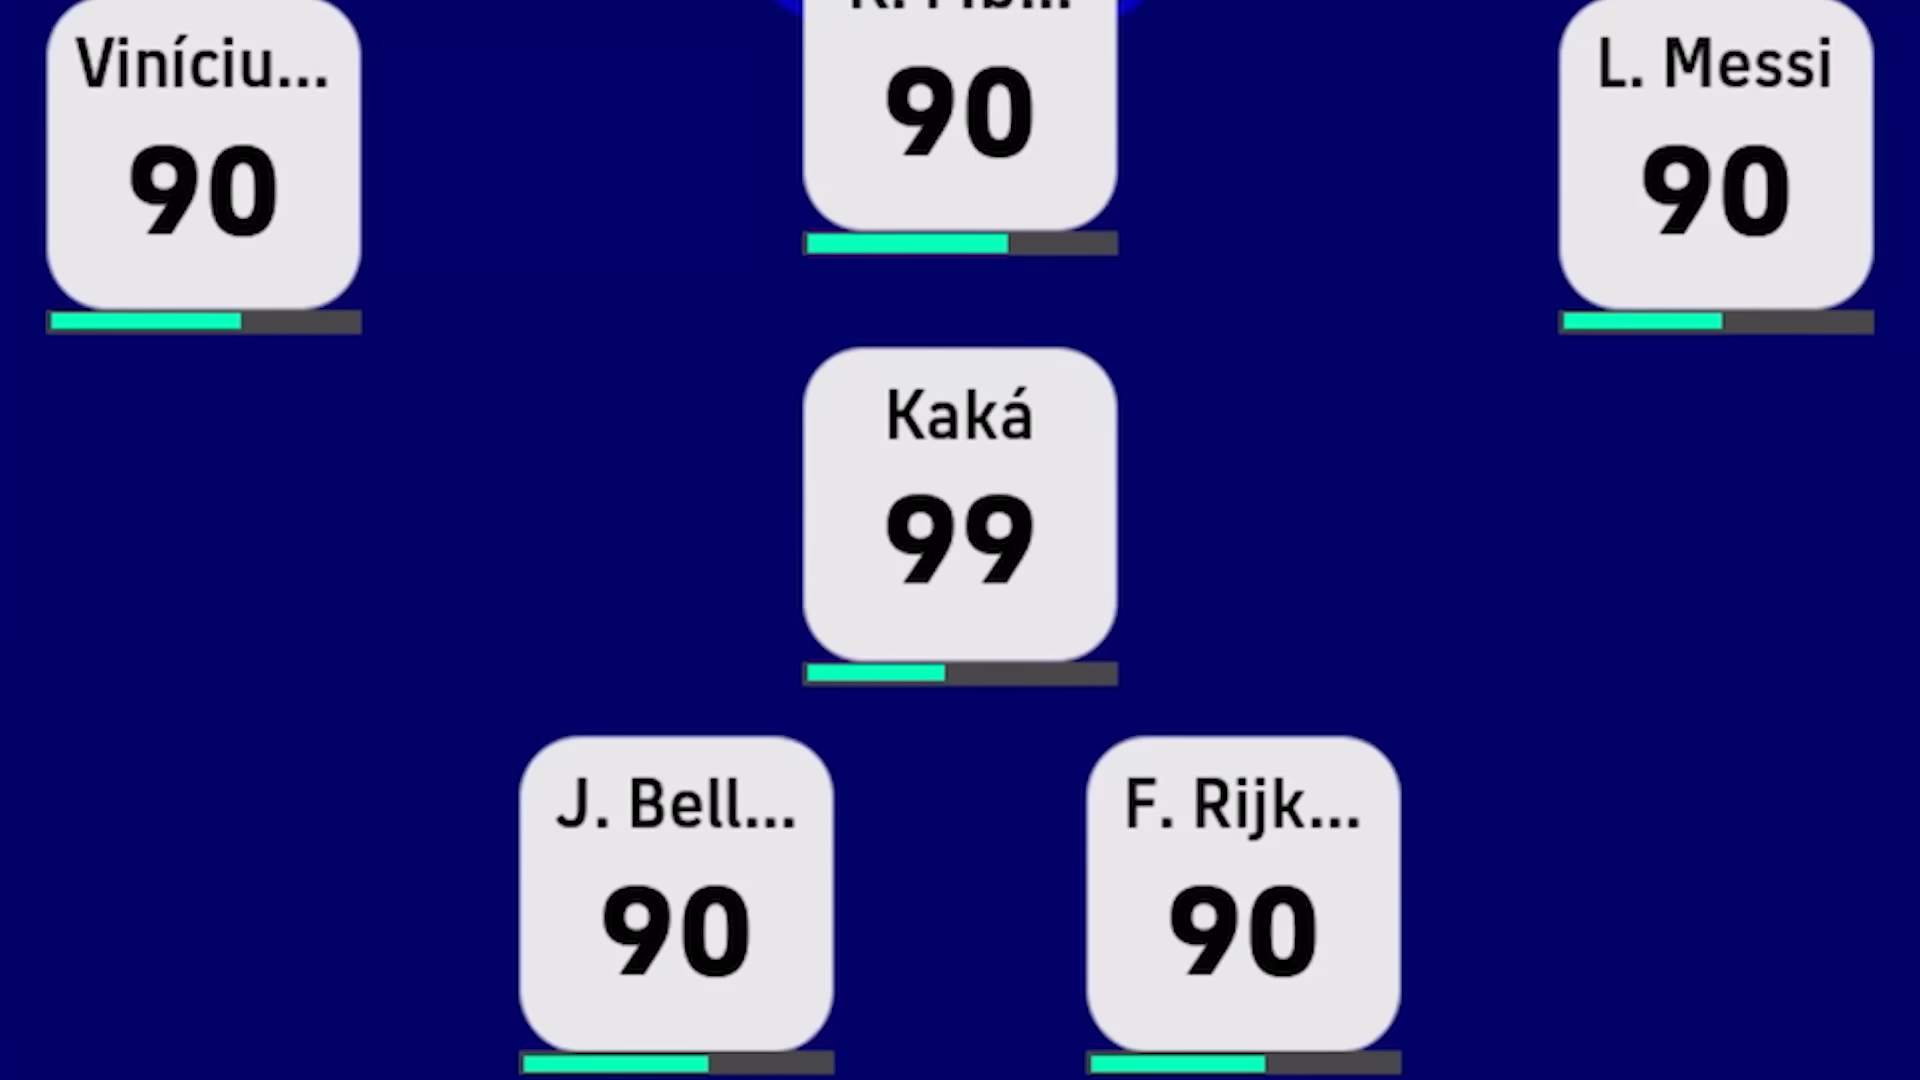 Viníciu...
90
90
L. Messi
90
Kaká
99
J. Bell...
90
F. Rijk...
90